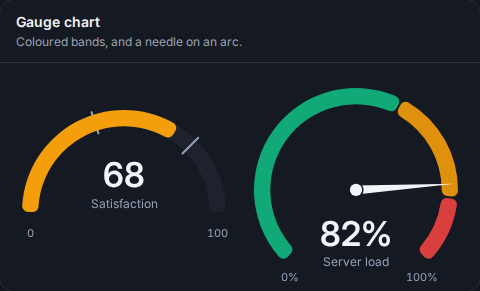 Gauge chart
Coloured bands, and a needle on an arc.
68
Satisfaction
0
100
82%
Server load
0%
100%